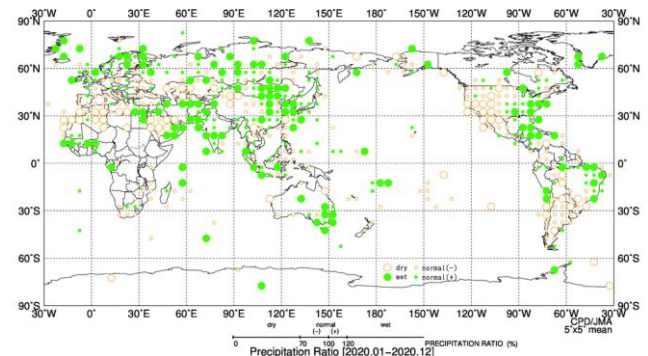 30°W 0° 30°E 60°E 90°E 120°E 150°E 180° 150°W 120°W 90°W 60°W 30°W
90°N 90°N
60°N 60°N
30°N 30°N
0° 0°
30°S 30°S
60°S 60°S
90°S 90°S
dry normal(-)
wet normal(+)
30°W 0° 30°E 60°E 90°E 120°E 150°E 180° 150°W 120°W 90°W 60°W 30°W
CPD/JMA
5°x5° mean
dry normal wet
(-) (+)
0 70 100 120 PRECIPITATION RATIO (%)
Precipitation Ratio [2020.01-2020.12]